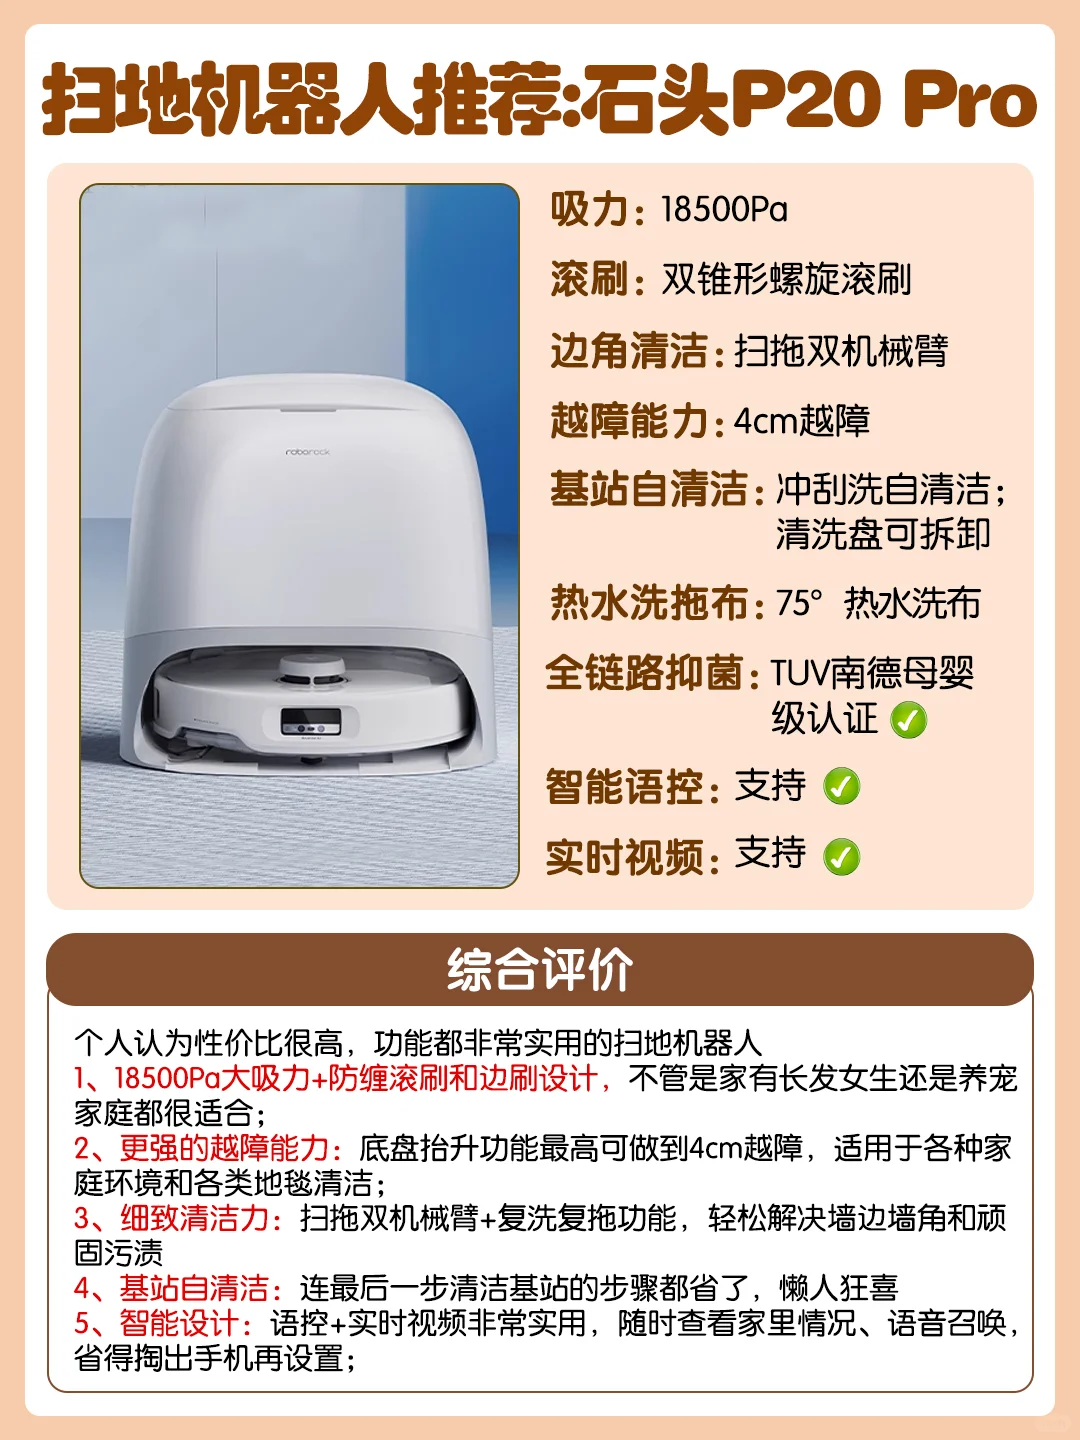 扫地机器人推荐:石头P20 Pro
roborock
吸力：18500Pa
滚刷：双锥形螺旋滚刷
边角清洁：扫拖双机械臂
越障能力：4cm越障
基站自清洁：冲刮洗自清洁；
清洗盘可拆卸
热水洗拖布：75° 热水洗布
全链路抑菌：TUV南德母婴
级认证
智能语控：支持
实时视频：支持
综合评价
个人认为性价比很高，功能都非常实用的扫地机器人
1、18500Pa大吸力+防缠滚刷和边刷设计，不管是家有长发女生还是养宠
家庭都很适合；
2、更强的越障能力：底盘抬升功能最高可做到4cm越障，适用于各种家
庭环境和各类地毯清洁；
3、细致清洁力：扫拖双机械臂+复洗复拖功能，轻松解决墙边墙角和顽
固污渍
4、基站自清洁：连最后一步清洁基站的步骤都省了，懒人狂喜
5、智能设计：语控+实时视频非常实用，随时查看家里情况、语音召唤，
省得掏出手机再设置；